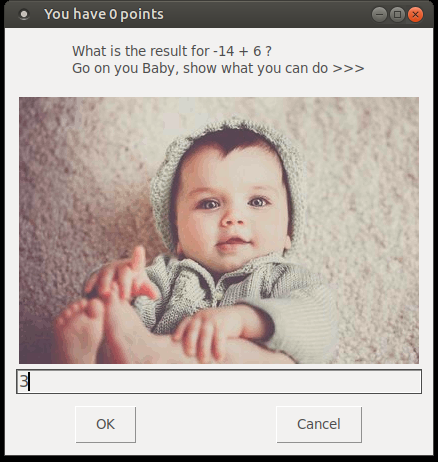 You have 0 points
What is the result for -14 + 6 ?
Go on you Baby, show what you can do >>>
3
OK
Cancel